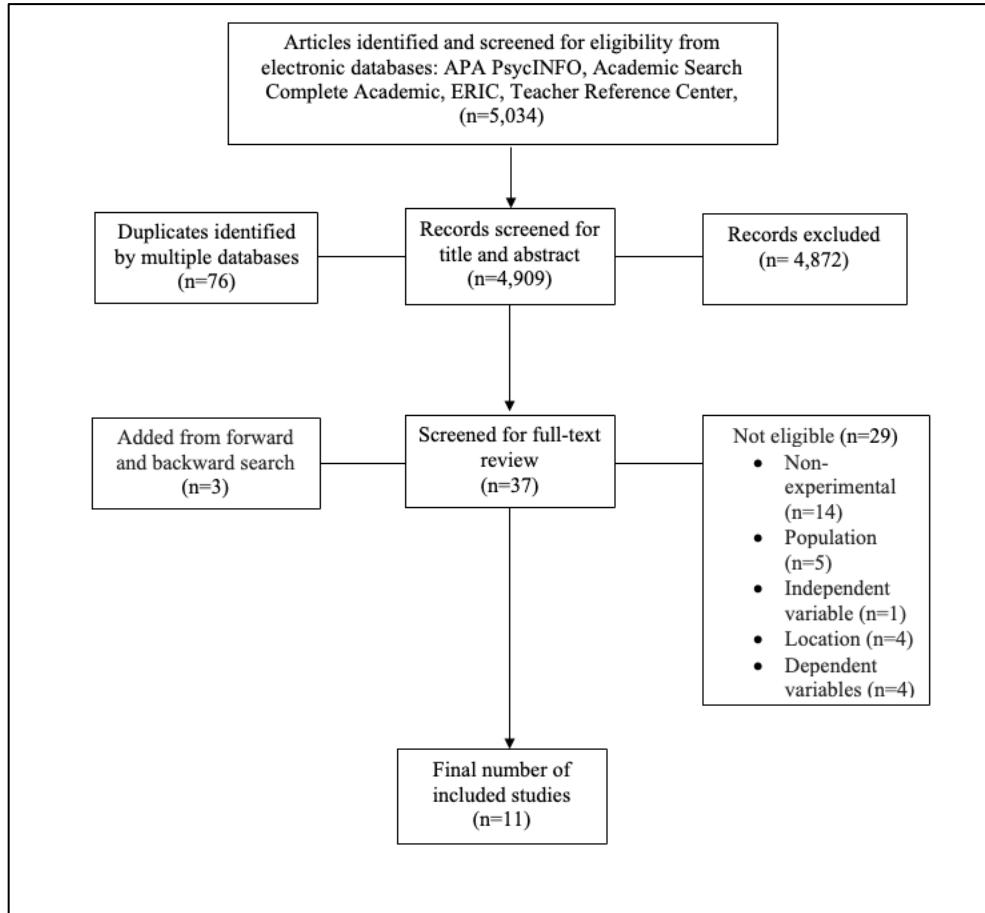 Articles identified and screened for eligibility from
electronic databases: APA PsycINFO, Academic Search
Complete Academic, ERIC, Teacher Reference Center,
(n=5,034)
Duplicates identified
by multiple databases
(n=76)
Records screened for
title and abstract
(n=4,909)
Records excluded
(n= 4,872)
Added from forward
and backward search
(n=3)
Screened for full-text
review
(n=37)
Not eligible (n=29)
• Non-
experimental
(n=14)
• Population
(n=5)
• Independent
variable (n=1)
• Location (n=4)
• Dependent
variables (n=4)
Final number of
included studies
(n=11)